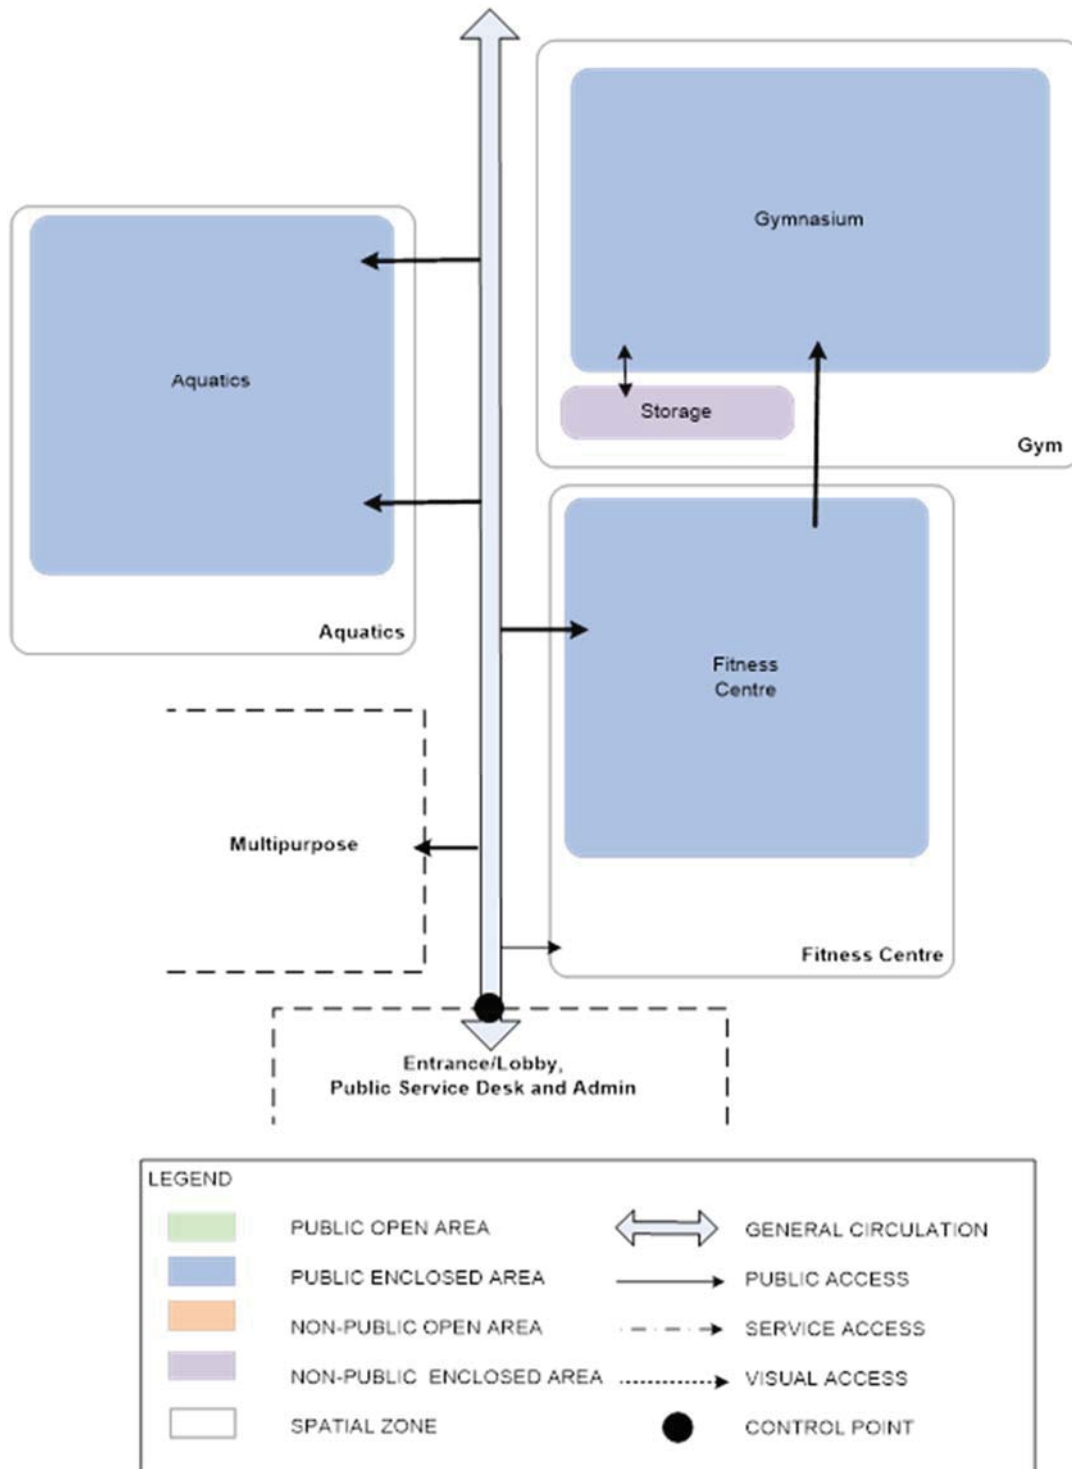 Gymnasium
Aquatics
Storage
Gym
Aquatics
Fitness
Centre
Multipurpose
Fitness Centre
Entrance/Lobby,
Public Service Desk and Admin
LEGEND
PUBLIC OPEN AREA
GENERAL CIRCULATION
PUBLIC ENCLOSED AREA
PUBLIC ACCESS
NON-PUBLIC OPEN AREA
SERVICE ACCESS
NON-PUBLIC ENCLOSED AREA
VISUAL ACCESS
SPATIAL ZONE
CONTROL POINT